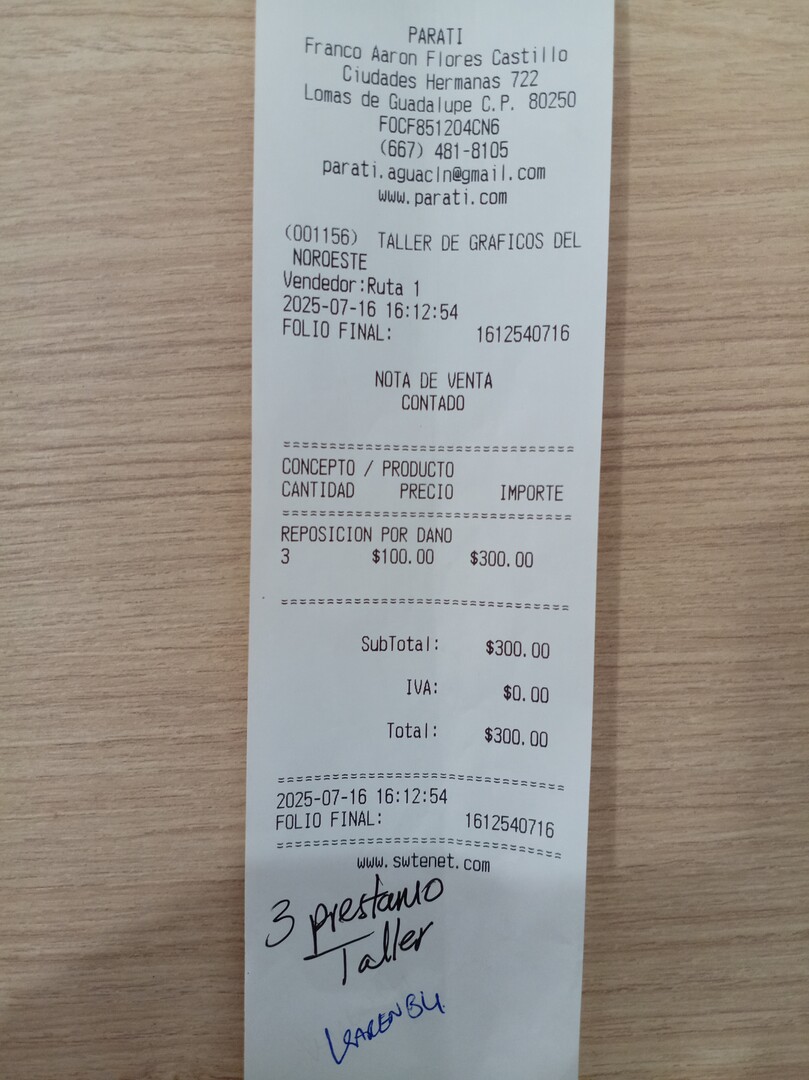 PARATI
Franco Aaron Flores Castillo
Ciudades Hermanas 722
Lomas de Guadalupe C.P. 80250
FOCF851204CN6
(667) 481-8105
parati.aguacln@gmail.com
www.parati.com
(001156) TALLER DE GRAFICOS DEL
NOROESTE
Vendedor:Ruta 1
2025-07-16 16:12:54
FOLIO FINAL: 1612540716
NOTA DE VENTA
CONTADO
================================
CONCEPTO / PRODUCTO
CANTIDAD PRECIO IMPORTE
================================
REPOSICION POR DANO
3 $100.00 $300.00
================================
SubTotal: $300.00
IVA: $0.00
Total: $300.00
================================
2025-07-16 16:12:54
FOLIO FINAL: 1612540716
================================
www.swtenet.com
3 prestamo
Taller